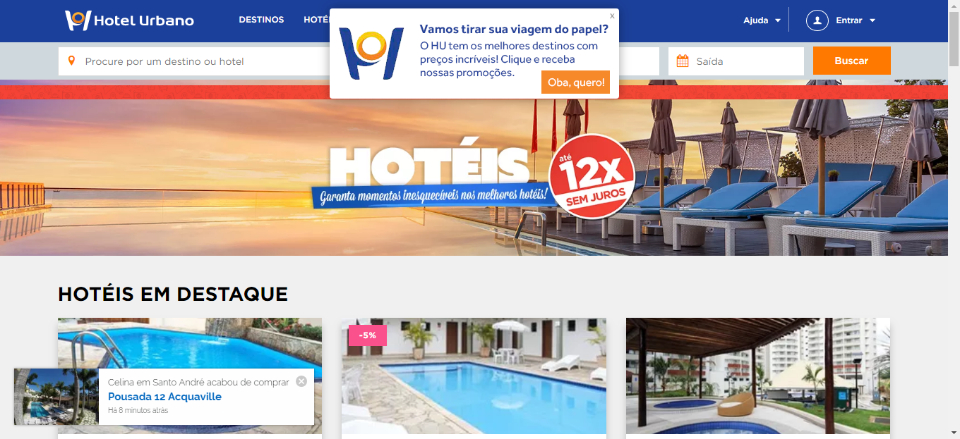 Hotel Urbano
DESTINOS
Vamos tirar sua viagem do papel?
x
O HU tem os melhores destinos com
preços incríveis! Clique e receba
nossas promoções.
Oba, quero!
Ajuda
Entrar
Procure por um destino ou hotel
Saída
Buscar
HOTÉIS
Garanta momentos inesquecíveis nos melhores hotéis!
até
12x
SEM JUROS
HOTÉIS EM DESTAQUE
-5%
Celina em Santo André acabou de comprar
Pousada 12 Acquaville
Há 8 minutos atrás